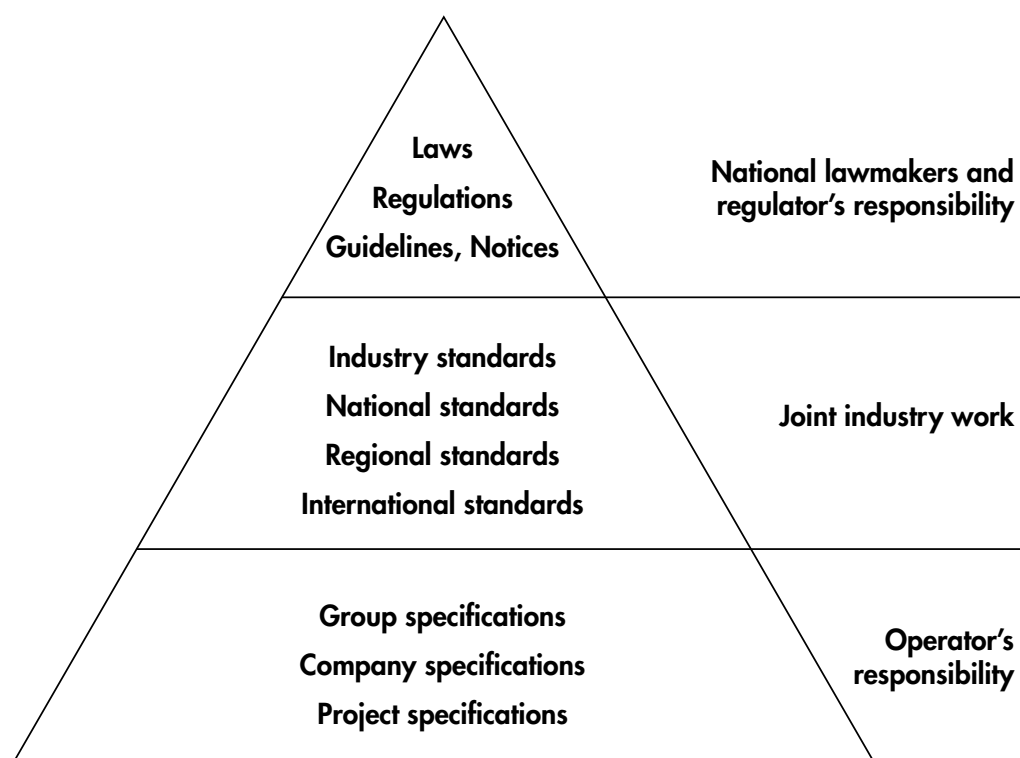 Laws
Regulations
Guidelines, Notices
National lawmakers and
regulator’s responsibility
Industry standards
National standards
Regional standards
International standards
Joint industry work
Group specifications
Company specifications
Project specifications
Operator’s
responsibility